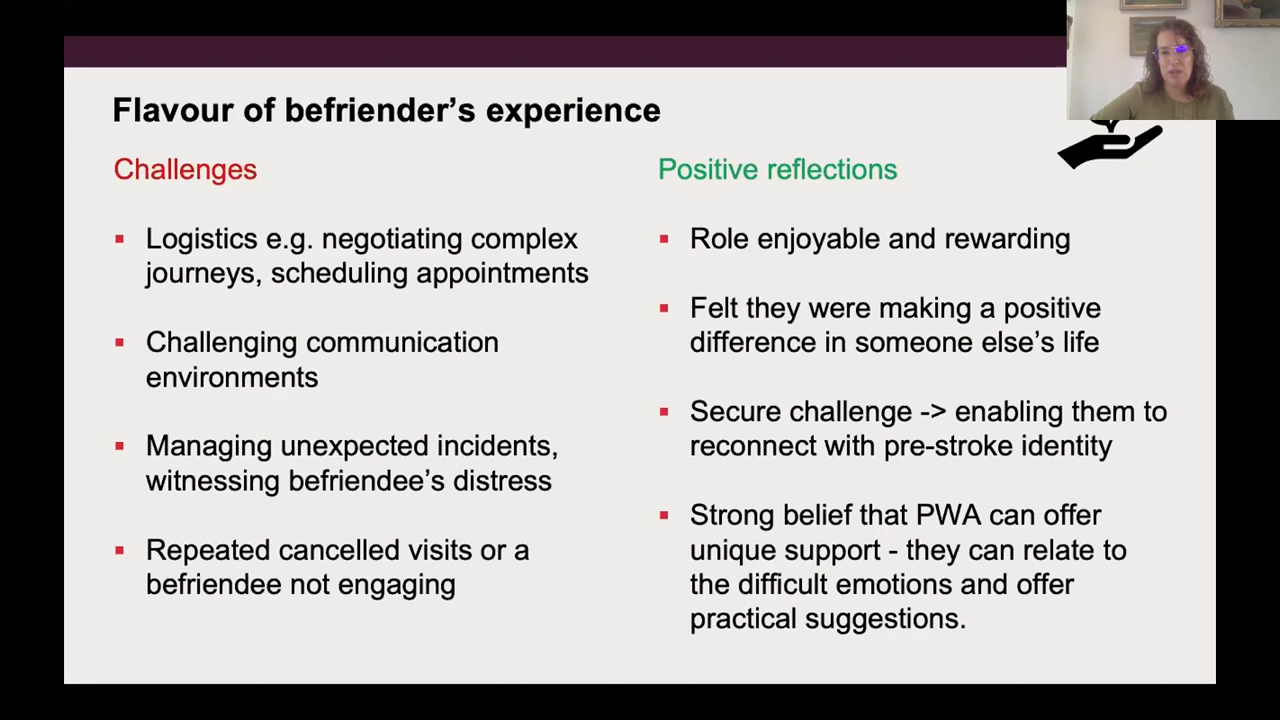 Flavour of befriender's experience
Challenges
Logistics e.g. negotiating complex
journeys, scheduling appointments
Challenging communication
environments
Managing unexpected incidents,
witnessing befriendee's distress
Repeated cancelled visits or a
befriendee not engaging
Positive reflections
Role enjoyable and rewarding
Felt they were making a positive
difference in someone else's life
Secure challenge -> enabling them to
reconnect with pre-stroke identity
Strong belief that PWA can offer
unique support - they can relate to
the difficult emotions and offer
practical suggestions.